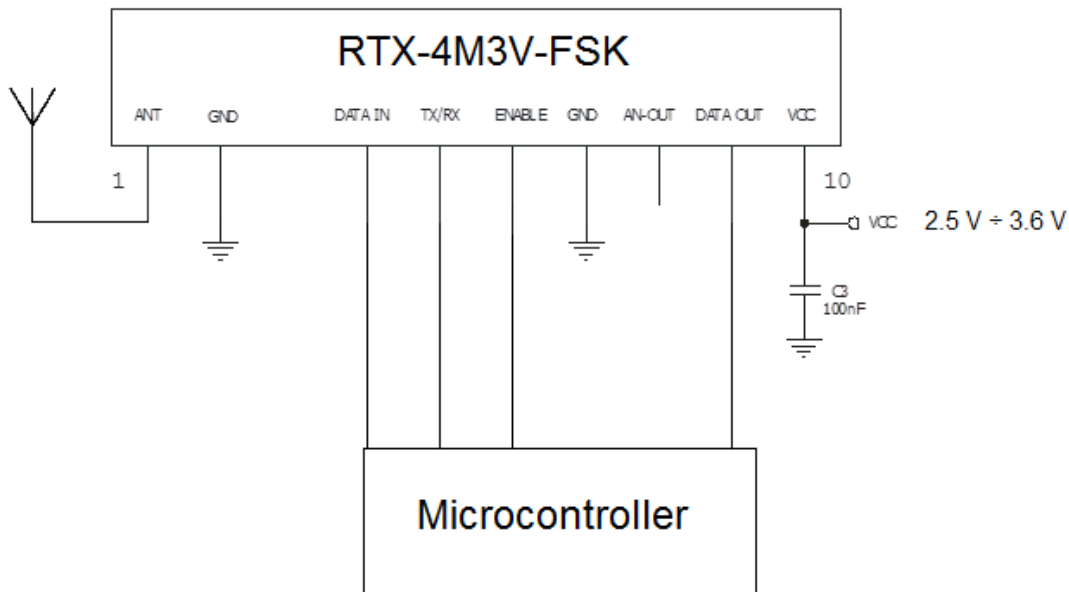 RTX-4M3V-FSK
ANT GND DATA IN TX/RX ENABLE GND AN-OUT DATA OUT VCC
1
10
VCC 2.5 V ÷ 3.6 V
C3
100nF
Microcontroller